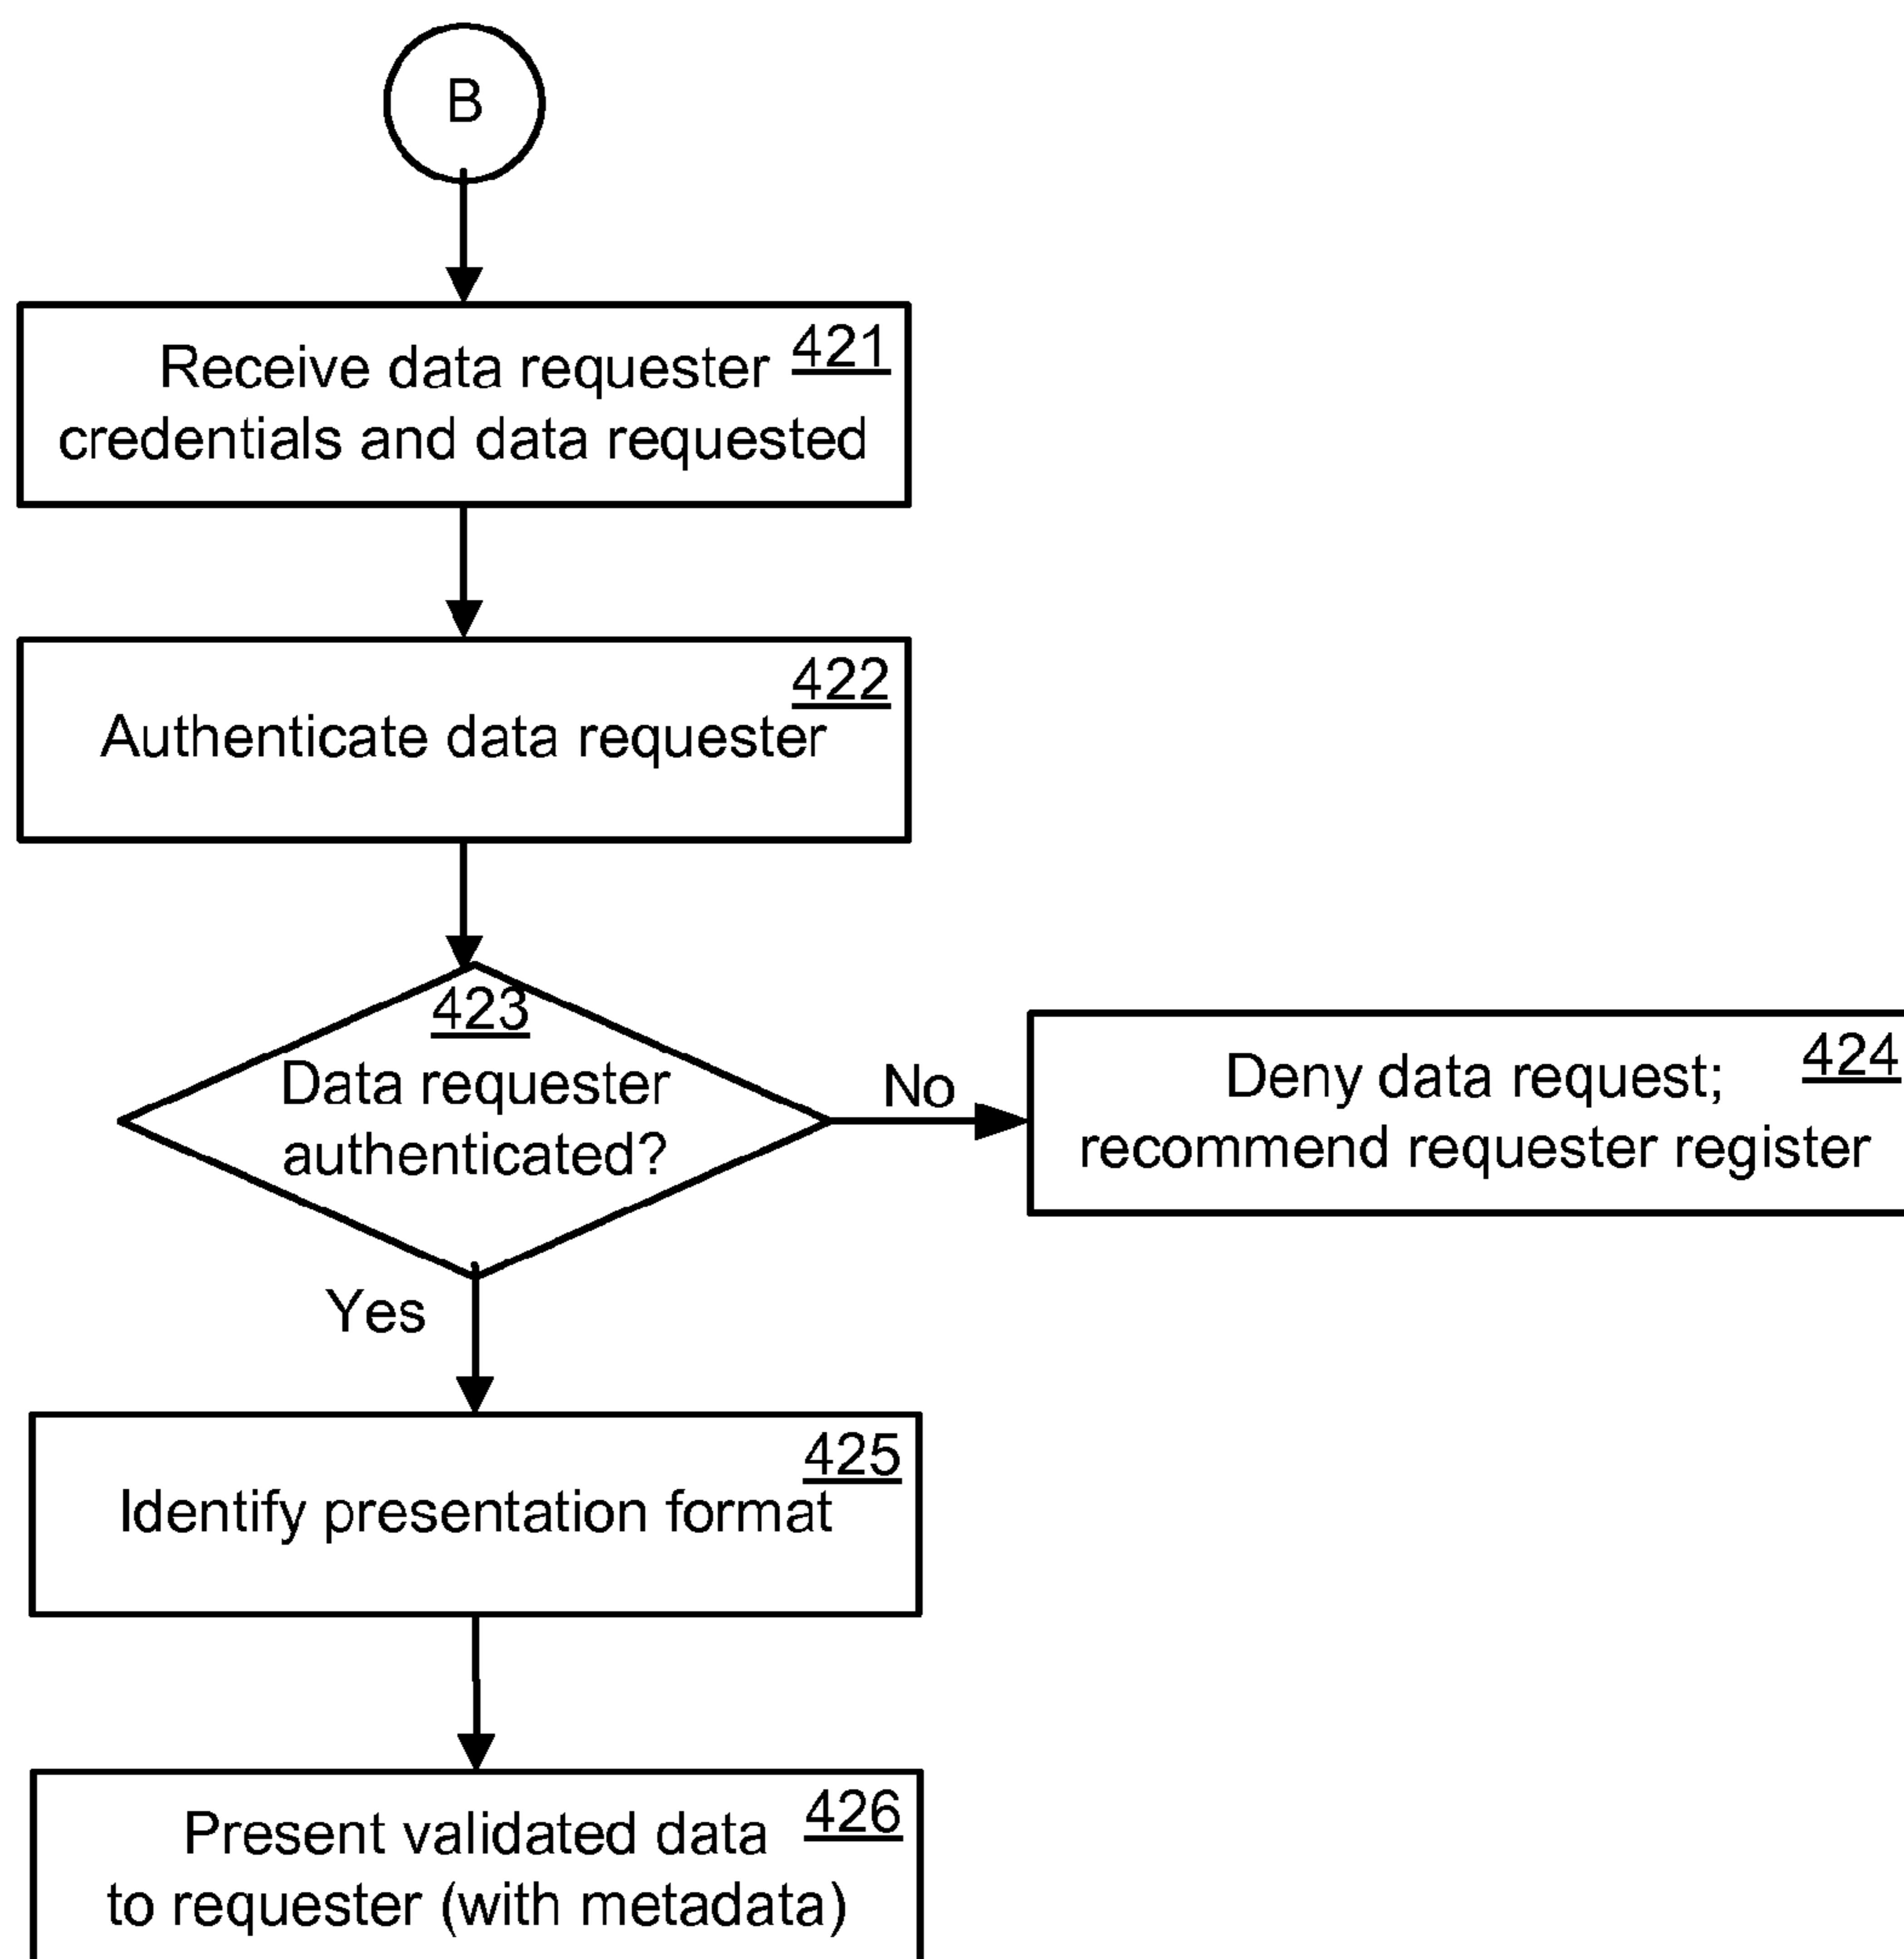 B
421
Receive data requester
credentials and data requested
422
Authenticate data requester
423
Data requester
authenticated?
No
424
Deny data request;
recommend requester register
Yes
425
Identify presentation format
426
Present validated data
to requester (with metadata)